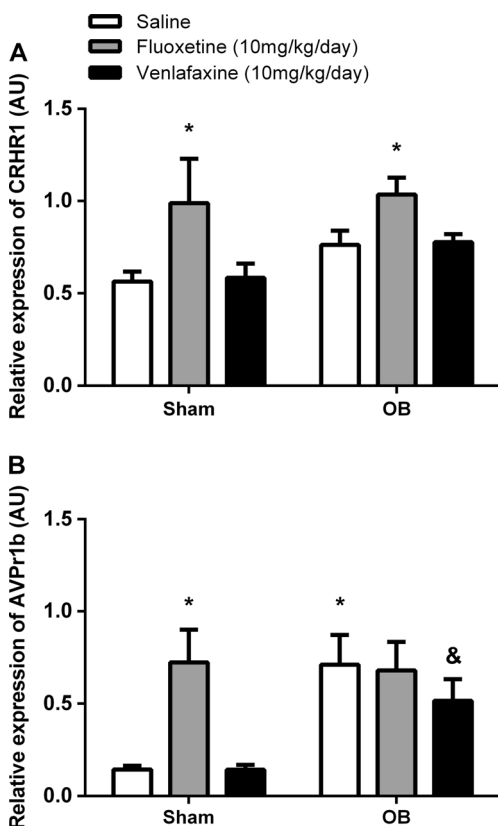 Saline
Fluoxetine (10mg/kg/day)
Venlafaxine (10mg/kg/day)
A
Relative expression of CRHR1 (AU)
1.5
1.0
0.5
0.0
*
*
Sham
OB
B
Relative expression of AVPr1b (AU)
1.5
1.0
0.5
0.0
*
*
&
Sham
OB